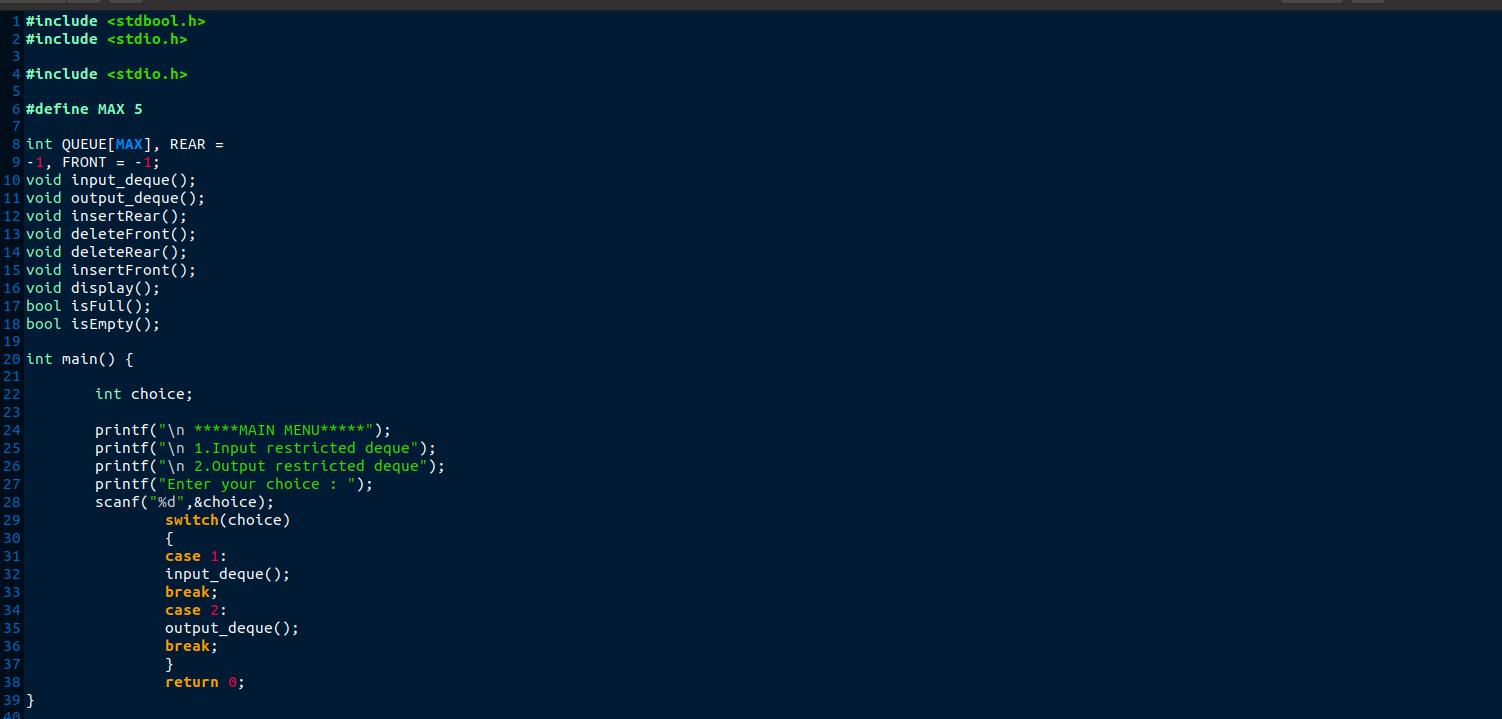 1 #include <stdbool.h>
2 #include <stdio.h>
3
4 #include <stdio.h>
5
6 #define MAX 5
7
8 int QUEUE[MAX], REAR =
9 -1, FRONT = -1;
10 void input_deque();
11 void output_deque();
12 void insertRear();
13 void deleteFront();
14 void deleteRear();
15 void insertFront();
16 void display();
17 bool isFull();
18 bool isEmpty();
19
20 int main() {
21
22 int choice;
23
24 printf("\n *****MAIN MENU*****");
25 printf("\n 1.Input restricted deque");
26 printf("\n 2.Output restricted deque");
27 printf("Enter your choice : ");
28 scanf("%d",&choice);
29 switch(choice)
30 {
31 case 1:
32 input_deque();
33 break;
34 case 2:
35 output_deque();
36 break;
37 }
38 return 0;
39 }
40